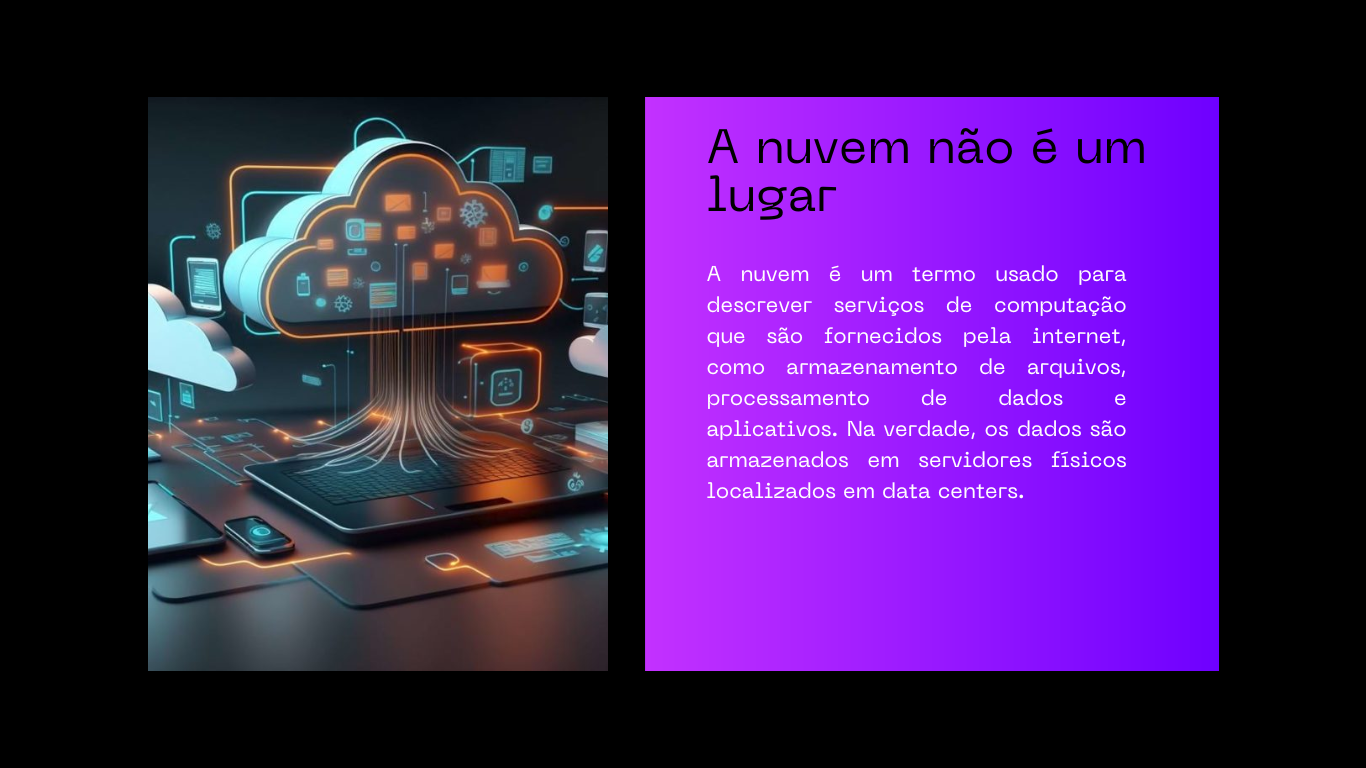 A nuvem não é um
lugar
A nuvem é um termo usado para
descrever serviços de computação
que são fornecidos pela internet,
como armazenamento de arquivos,
processamento de dados e
aplicativos. Na verdade, os dados são
armazenados em servidores físicos
localizados em data centers.